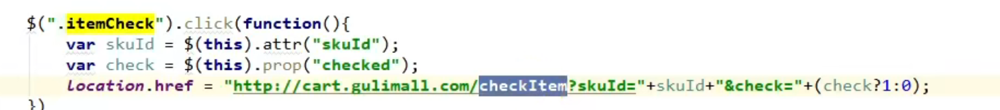 $(".itemCheck").click(function(){
var skuId = $(this).attr("skuId");
var check = $(this).prop("checked");
location.href = "http://cart.gulimall.com/checkItem?skuId="+skuId+"&check="+(check?1:0);
})